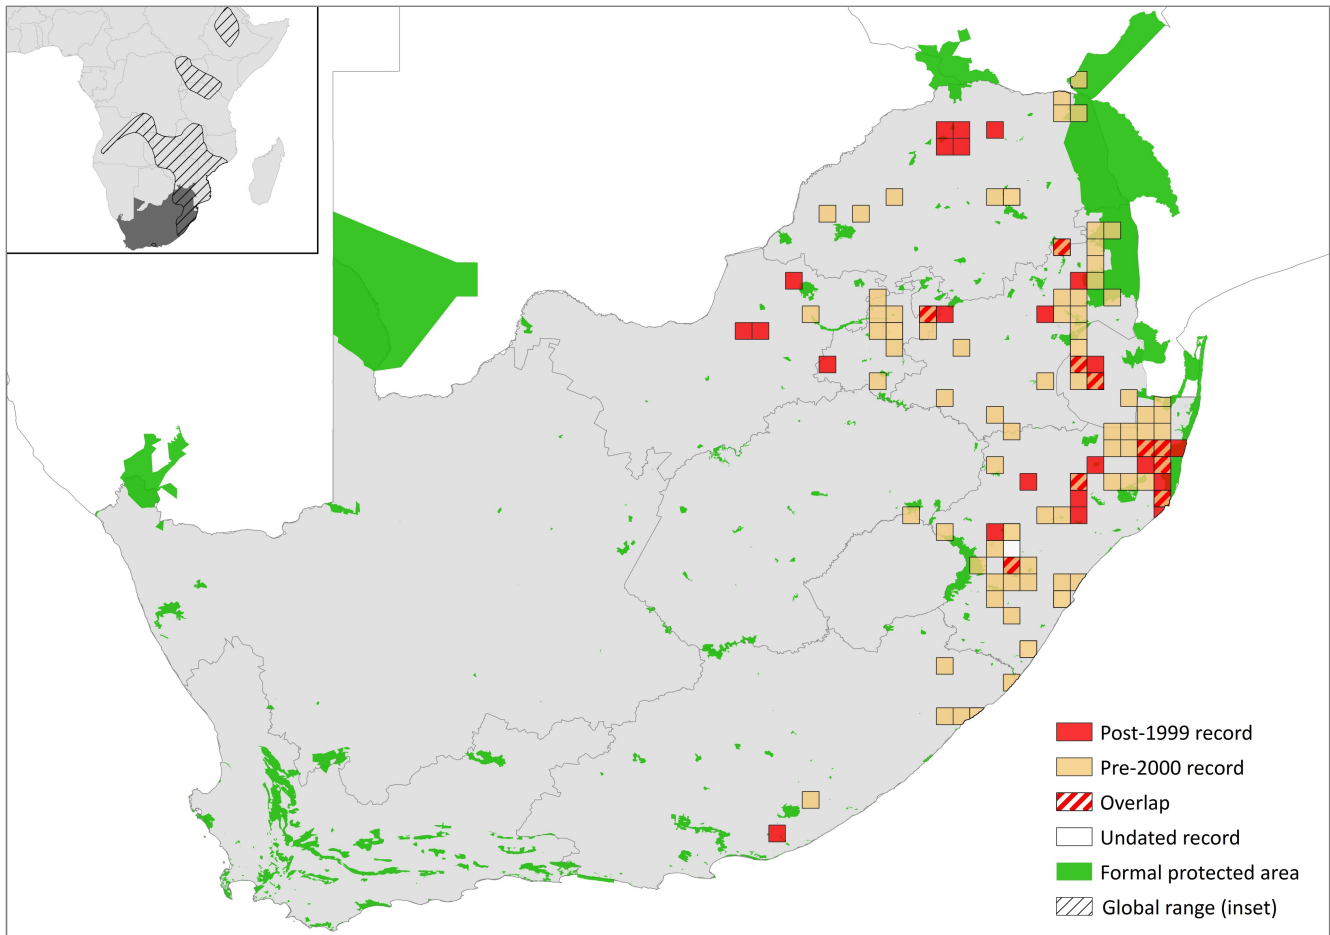 Post-1999 record
Pre-2000 record
Overlap
Undated record
Formal protected area
Global range (inset)